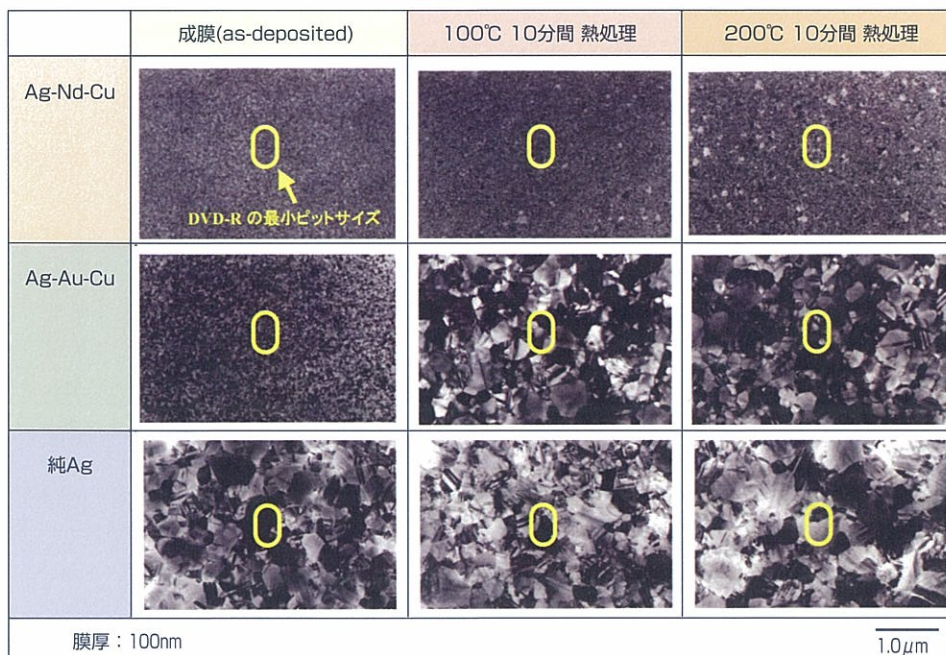 成膜(as-deposited)
100℃ 10分間 熱処理
200℃ 10分間 熱処理
Ag-Nd-Cu
DVD-R の最小ピットサイズ
Ag-Au-Cu
純Ag
膜厚：100nm
1.0μm